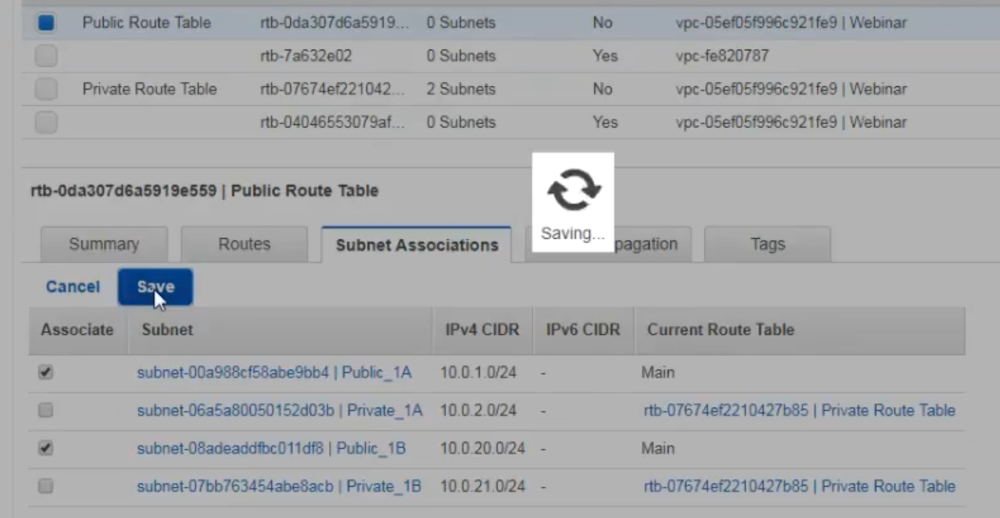 Public Route Table rtb-0da307d6a5919... 0 Subnets No vpc-05ef05f996c921fe9 | Webinar
rtb-7a632e02 0 Subnets Yes vpc-fe820787
Private Route Table rtb-07674ef221042... 2 Subnets No vpc-05ef05f996c921fe9 | Webinar
rtb-04046553079af... 0 Subnets Yes vpc-05ef05f996c921fe9 | Webinar
rtb-0da307d6a5919e559 | Public Route Table
Saving...
Summary Routes Subnet Associations pagation Tags
Cancel Save
Associate Subnet IPv4 CIDR IPv6 CIDR Current Route Table
subnet-00a988cf58abe9bb4 | Public_1A 10.0.1.0/24 - Main
subnet-06a5a80050152d03b | Private_1A 10.0.2.0/24 - rtb-07674ef2210427b85 | Private Route Table
subnet-08adeaddfbc011df8 | Public_1B 10.0.20.0/24 - Main
subnet-07bb763454abe8acb | Private_1B 10.0.21.0/24 - rtb-07674ef2210427b85 | Private Route Table